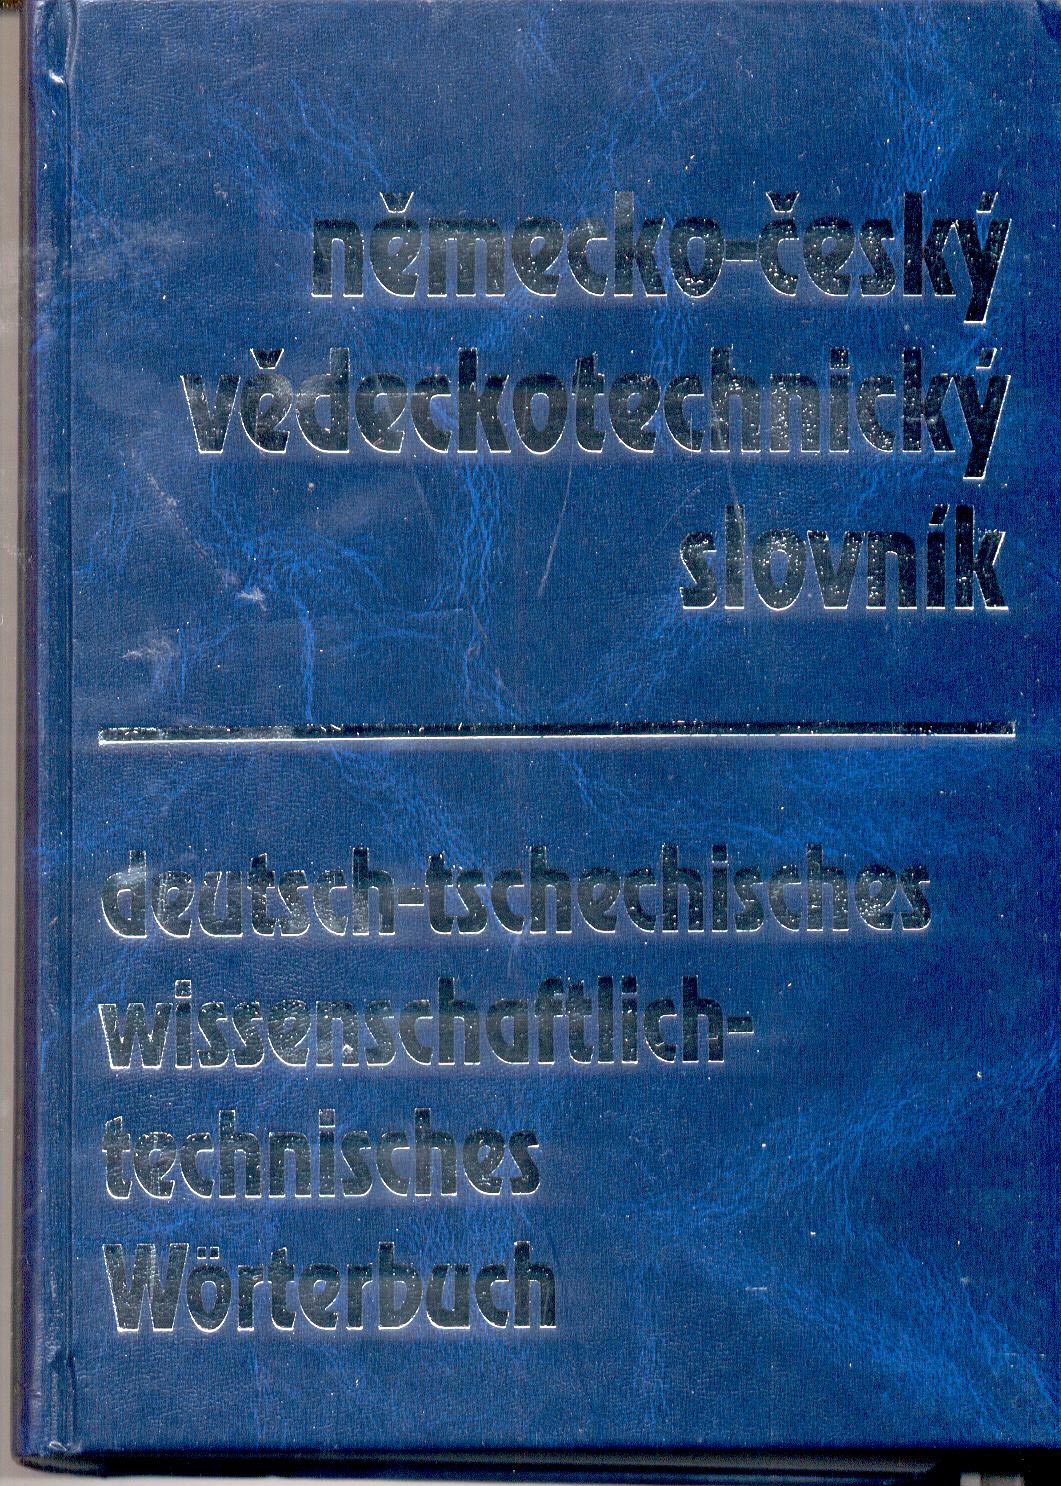 německo-český
vědeckotechnický
slovník
deutsch-tschechisches
wissenschaftlich-
technisches
Wörterbuch